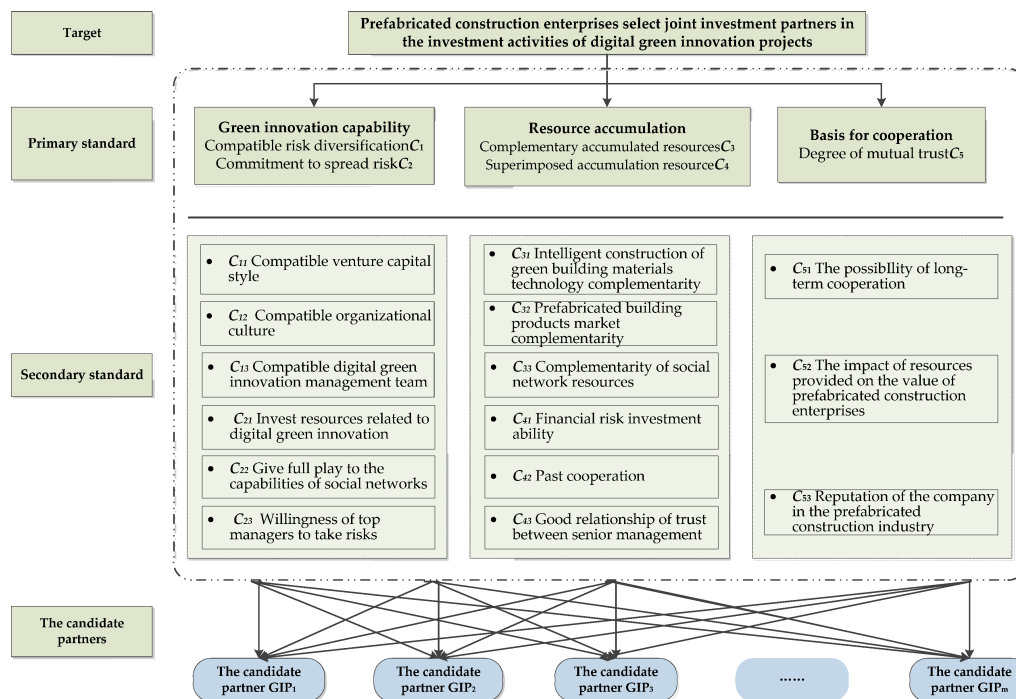 Target
Prefabricated construction enterprises select joint investment partners in
the investment activities of digital green innovation projects
Primary standard
Green innovation capability
Compatible risk diversificationC1
Commitment to spread riskC2
Resource accumulation
Complementary accumulated resourcesC3
Superimposed accumulation resourceC4
Basis for cooperation
Degree of mutual trustC5
Secondary standard
• C11 Compatible venture capital
style
• C12 Compatible organizational
culture
• C13 Compatible digital green
innovation management team
• C21 Invest resources related to
digital green innovation
• C22 Give full play to the
capabilities of social networks
• C23 Willingness of top
managers to take risks
• C31 Intelligent construction of
green building materials
technology complementarity
• C32 Prefabricated building
products market
complementarity
• C33 Complementarity of social
network resources
• C41 Financial risk investment
ability
• C42 Past cooperation
• C43 Good relationship of trust
between senior management
• C51 The possibIlity of long-
term cooperation
• C52 The impact of resources
provided on the value of
prefabricated construction
enterprises
• C53 Reputation of the company
in the prefabricated
construction industry
The candidate
partners
The candidate
partner GIP1
The candidate
partner GIP2
The candidate
partner GIP3
......
The candidate
partner GIPm